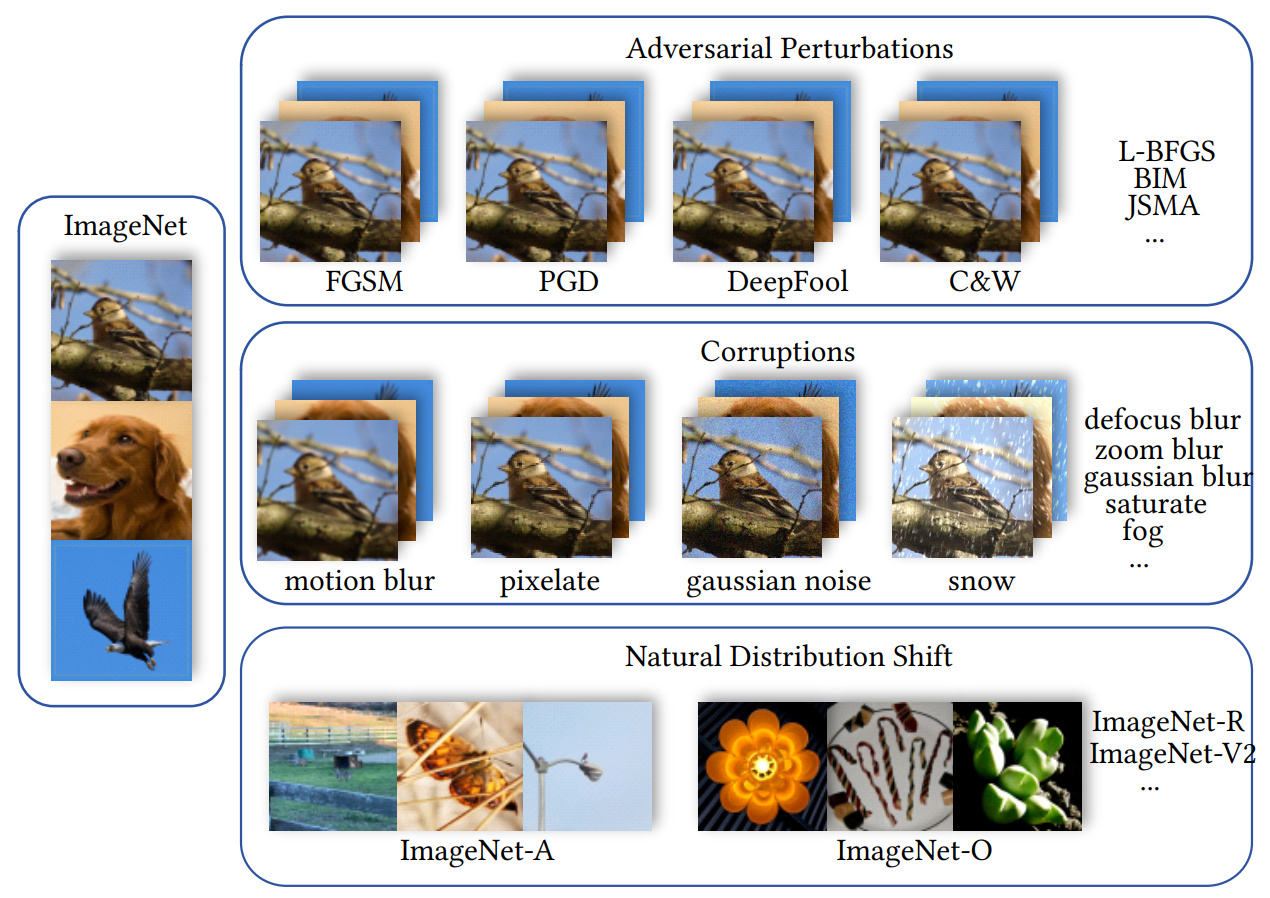 ImageNet
Adversarial Perturbations
FGSM
PGD
DeepFool
C&W
L-BFGS
BIM
JSMA
...
Corruptions
motion blur
pixelate
gaussian noise
snow
defocus blur
zoom blur
gaussian blur
saturate
fog
...
Natural Distribution Shift
ImageNet-A
ImageNet-O
ImageNet-R
ImageNet-V2
...